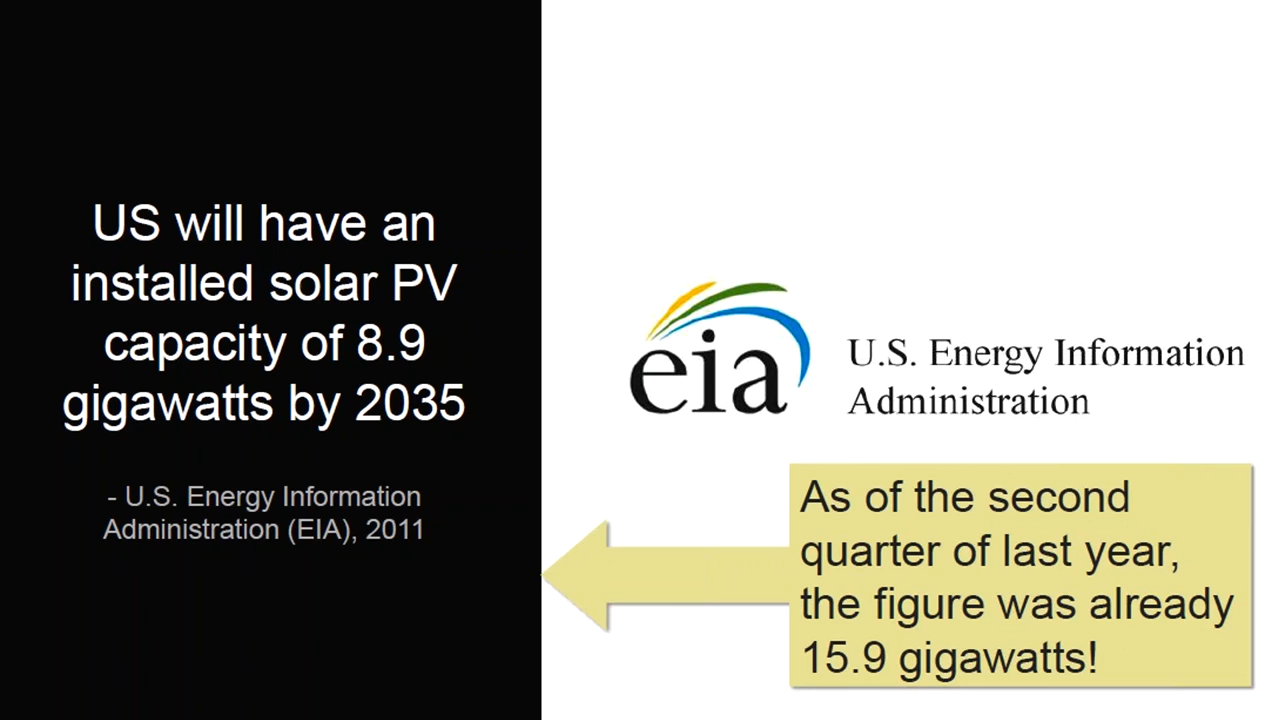 US will have an
installed solar PV
capacity of 8.9
gigawatts by 2035
- U.S. Energy Information
Administration (EIA), 2011
eia
U.S. Energy Information
Administration
As of the second
quarter of last year,
the figure was already
15.9 gigawatts!